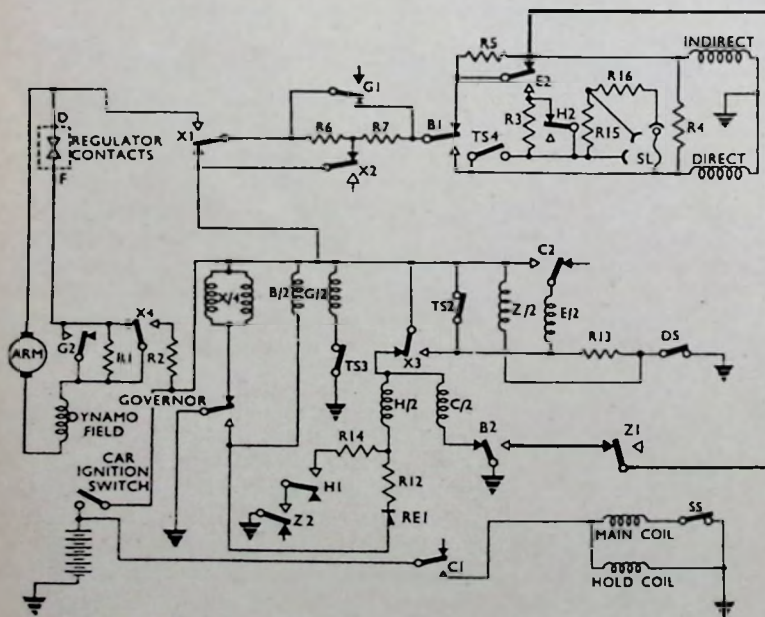 R5
INDIRECT
G1
E2
R16
D
X1
R6
R7
B1
R3
H2
R15
R4
REGULATOR
CONTACTS
TS4
SL
F
X2
DIRECT
C2
X/4
B/2
G/2
TS2
Z/2
E/2
X4
G2
R1
R2
TS3
X3
R13
DS
ARM
GOVERNOR
DYNAMO
FIELD
H/2
C/2
B2
Z1
R14
CAR
IGNITION
SWITCH
H1
R12
Z2
RE1
SS
MAIN COIL
C1
HOLD COIL